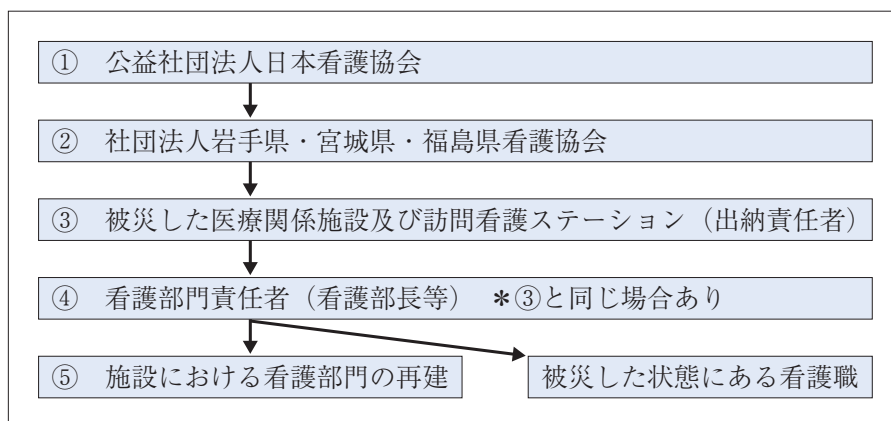 ① 公益社団法人日本看護協会
② 社団法人岩手県・宮城県・福島県看護協会
③ 被災した医療関係施設及び訪問看護ステーション（出納責任者）
④ 看護部門責任者（看護部長等） ＊③と同じ場合あり
⑤ 施設における看護部門の再建
被災した状態にある看護職